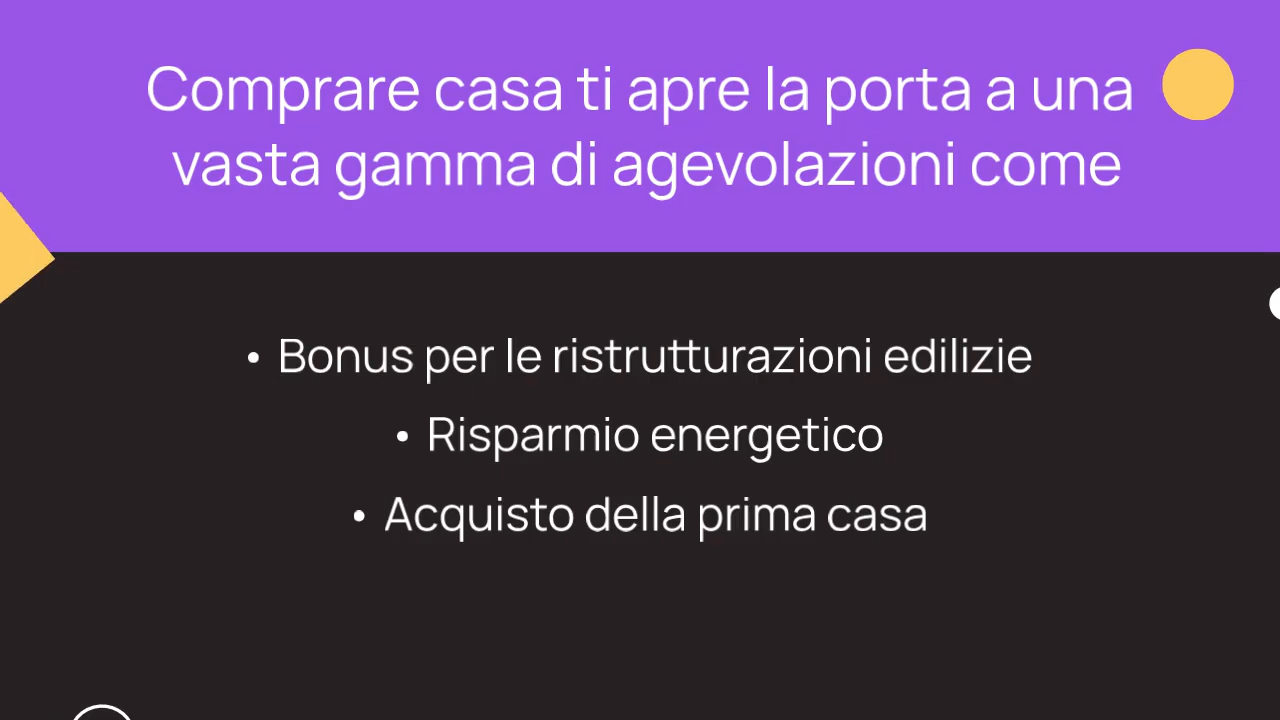 Comprare casa ti apre la porta a una
vasta gamma di agevolazioni come
• Bonus per le ristrutturazioni edilizie
• Risparmio energetico
• Acquisto della prima casa